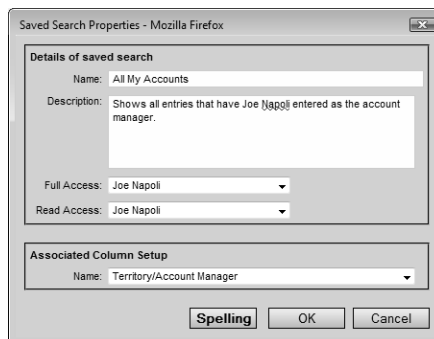 Saved Search Properties - Mozilla Firefox
Details of saved search
Name: All My Accounts
Description: Shows all entries that have Joe Napoli entered as the account
manager.
Full Access: Joe Napoli
Read Access: Joe Napoli
Associated Column Setup
Name: Territory/Account Manager
Spelling OK Cancel